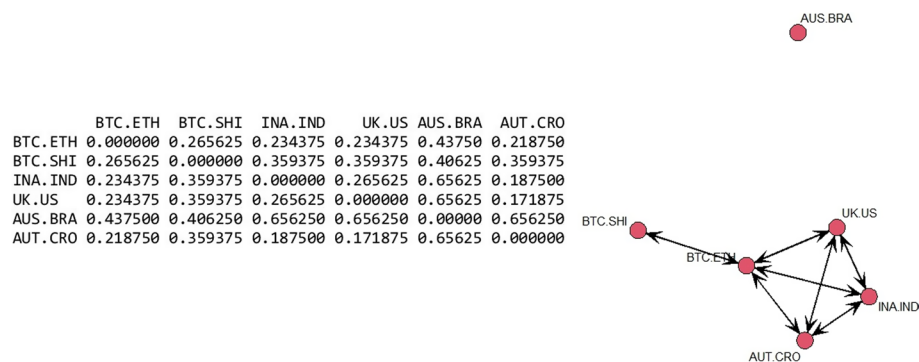 AUS.BRA
BTC.ETH BTC.SHI INA.IND UK.US AUS.BRA AUT.CRO
BTC.ETH 0.000000 0.265625 0.234375 0.234375 0.43750 0.218750
BTC.SHI 0.265625 0.000000 0.359375 0.359375 0.40625 0.359375
INA.IND 0.234375 0.359375 0.000000 0.265625 0.65625 0.187500
UK.US 0.234375 0.359375 0.265625 0.000000 0.65625 0.171875
AUS.BRA 0.437500 0.406250 0.656250 0.656250 0.00000 0.656250
AUT.CRO 0.218750 0.359375 0.187500 0.171875 0.65625 0.000000
UK.US
BTC.SHI
BTC.ETH
INA.IND
AUT.CRO